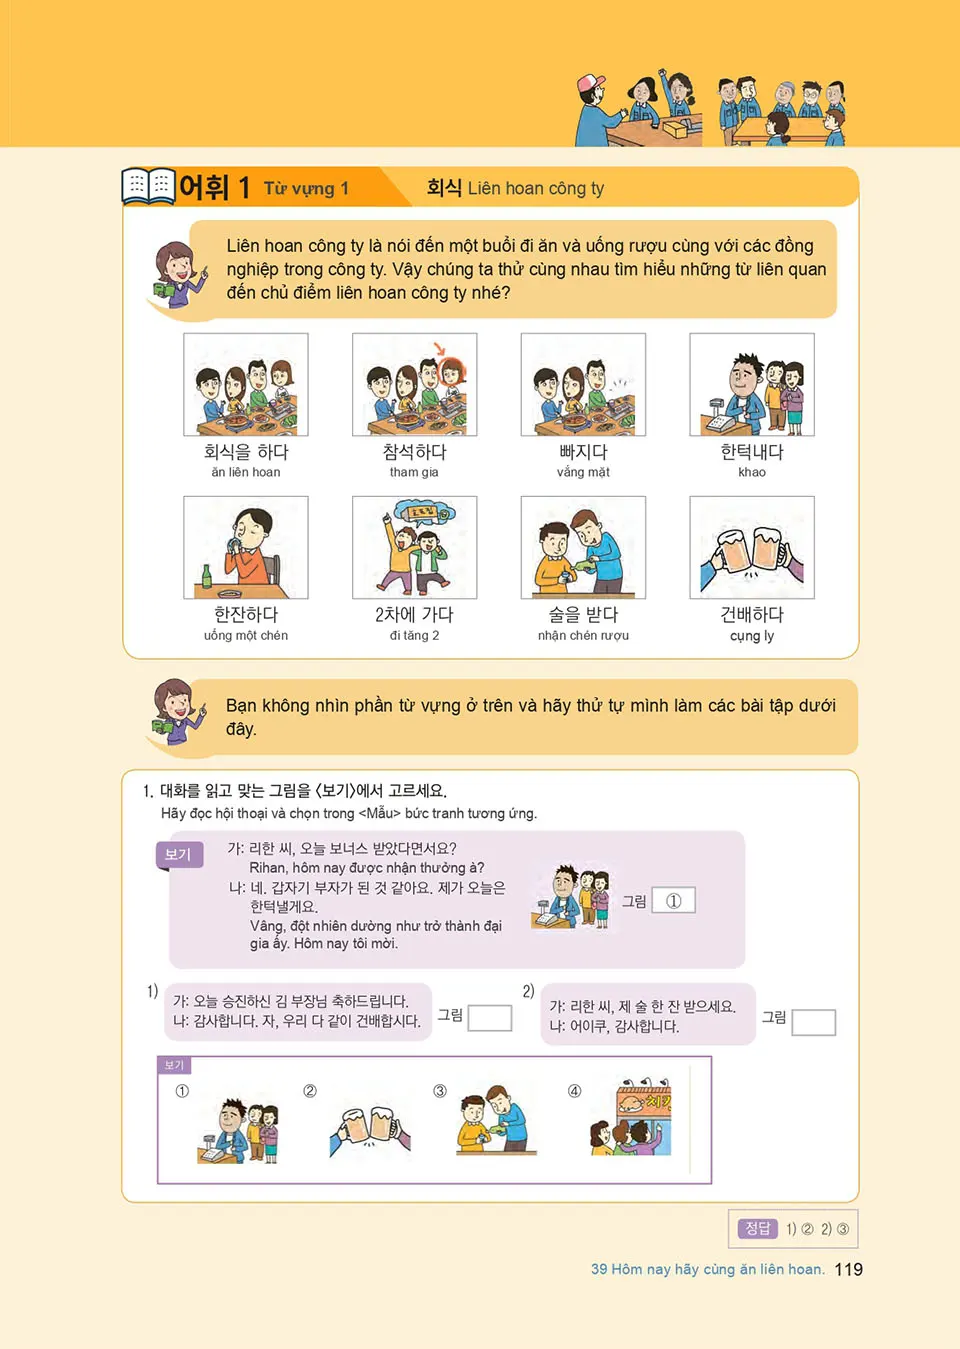 어휘 1 Từ vựng 1 회식 Liên hoan công ty
Liên hoan công ty là nói đến một buổi đi ăn và uống rượu cùng với các đồng
nghiệp trong công ty. Vậy chúng ta thử cùng nhau tìm hiểu những từ liên quan
đến chủ điểm liên hoan công ty nhé?
회식을 하다 참석하다 빠지다 한턱내다
ăn liên hoan tham gia vắng mặt khao
한잔하다 2차에 가다 술을 받다 건배하다
uống một chén đi tăng 2 nhận chén rượu cụng ly
Bạn không nhìn phần từ vựng ở trên và hãy thử tự mình làm các bài tập dưới
đây.
1. 대화를 읽고 맞는 그림을 <보기>에서 고르세요.
Hãy đọc hội thoại và chọn trong <Mẫu> bức tranh tương ứng.
보기
가: 리한 씨, 오늘 보너스 받았다면서요?
Rihan, hôm nay được nhận thưởng à?
나: 네. 갑자기 부자가 된 것 같아요. 제가 오늘은
한턱낼게요.
Vâng, đột nhiên dường như trở thành đại
gia ấy. Hôm nay tôi mời.
그림 ①
1)
가: 오늘 승진하신 김 부장님 축하드립니다.
나: 감사합니다. 자, 우리 다 같이 건배합시다.
그림
2)
가: 리한 씨, 제 술 한 잔 받으세요.
나: 어이쿠, 감사합니다.
그림
보기
① ② ③ ④
치킨
정답 1) ② 2) ③
39 Hôm nay hãy cùng ăn liên hoan. 119